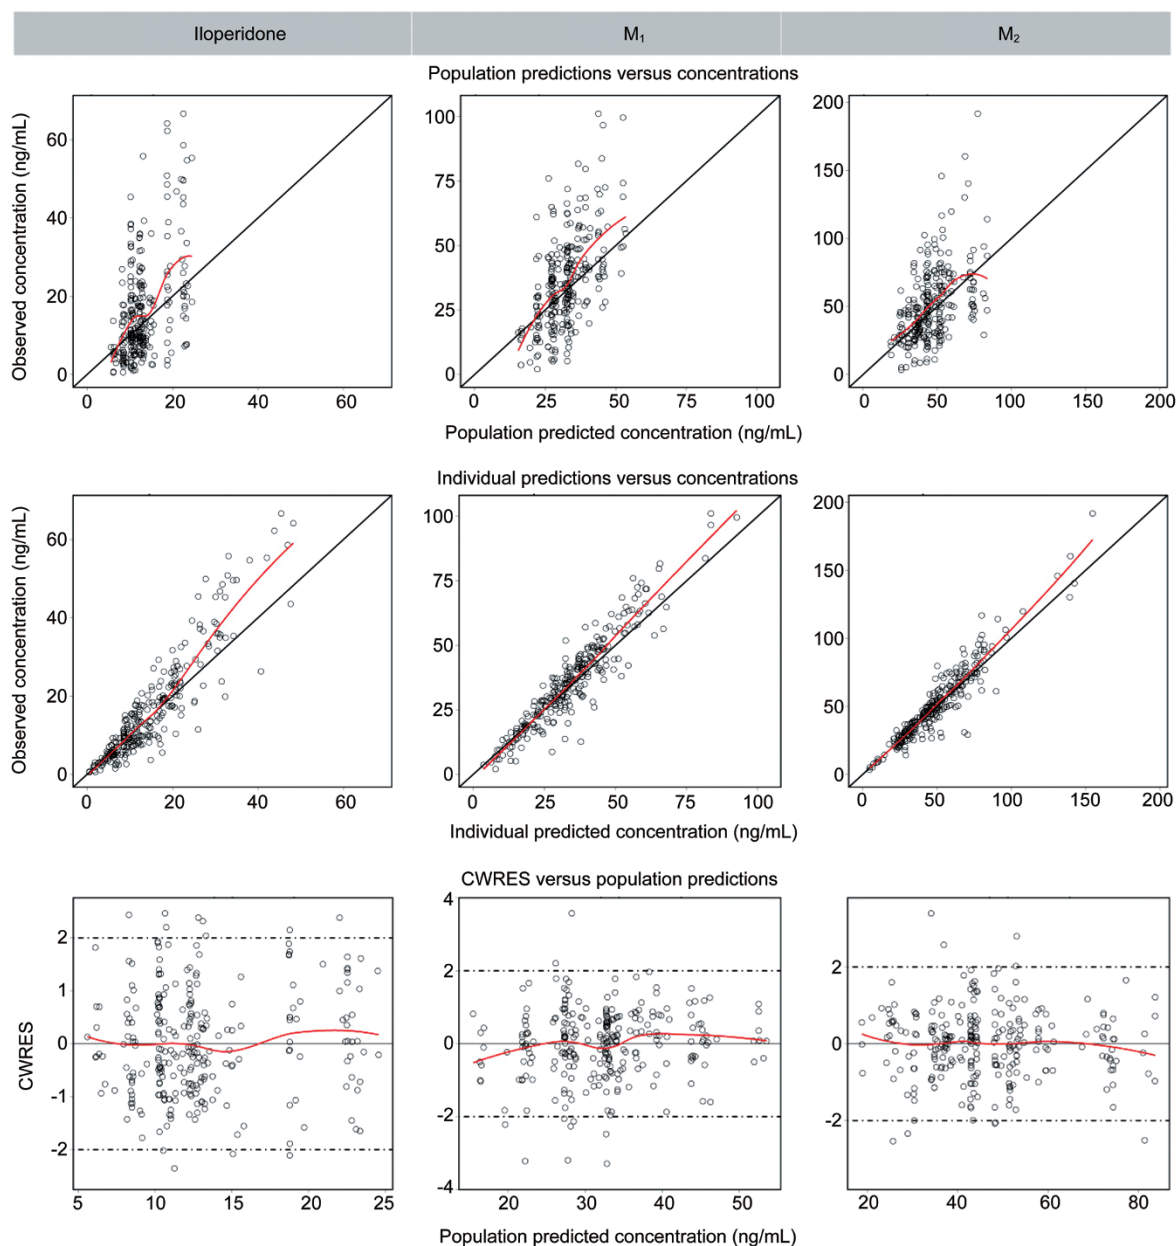 Iloperidone M₁ M₂
Population predictions versus concentrations
Observed concentration (ng/mL)
60
40
20
0
0 20 40 60
100
75
50
25
0
0 25 50 75 100
200
150
100
50
0
0 50 100 150 200
Population predicted concentration (ng/mL)
Individual predictions versus concentrations
Observed concentration (ng/mL)
60
40
20
0
0 20 40 60
100
75
50
25
0
0 25 50 75 100
200
150
100
50
0
0 50 100 150 200
Individual predicted concentration (ng/mL)
CWRES versus population predictions
CWRES
2
1
0
-1
-2
5 10 15 20 25
4
2
0
-2
-4
20 30 40 50
2
0
-2
20 40 60 80
Population predicted concentration (ng/mL)